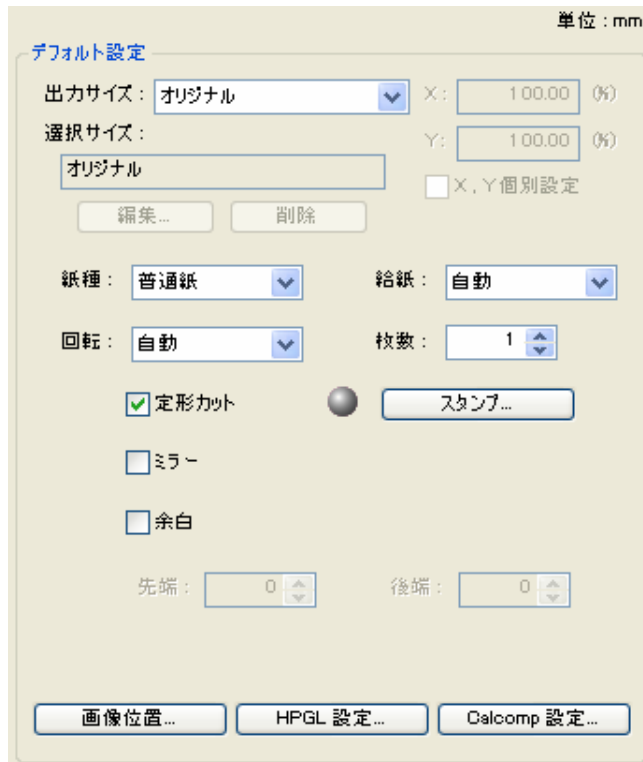 単位：mm
デフォルト設定
出力サイズ： オリジナル X： 100.00 (%)
選択サイズ： Y： 100.00 (%)
オリジナル
X，Y個別設定
編集... 削除
紙種： 普通紙 給紙： 自動
回転： 自動 枚数： 1
定形カット スタンプ...
ミラー
余白
先端： 0 後端： 0
画像位置... HPGL 設定... Calcomp 設定...